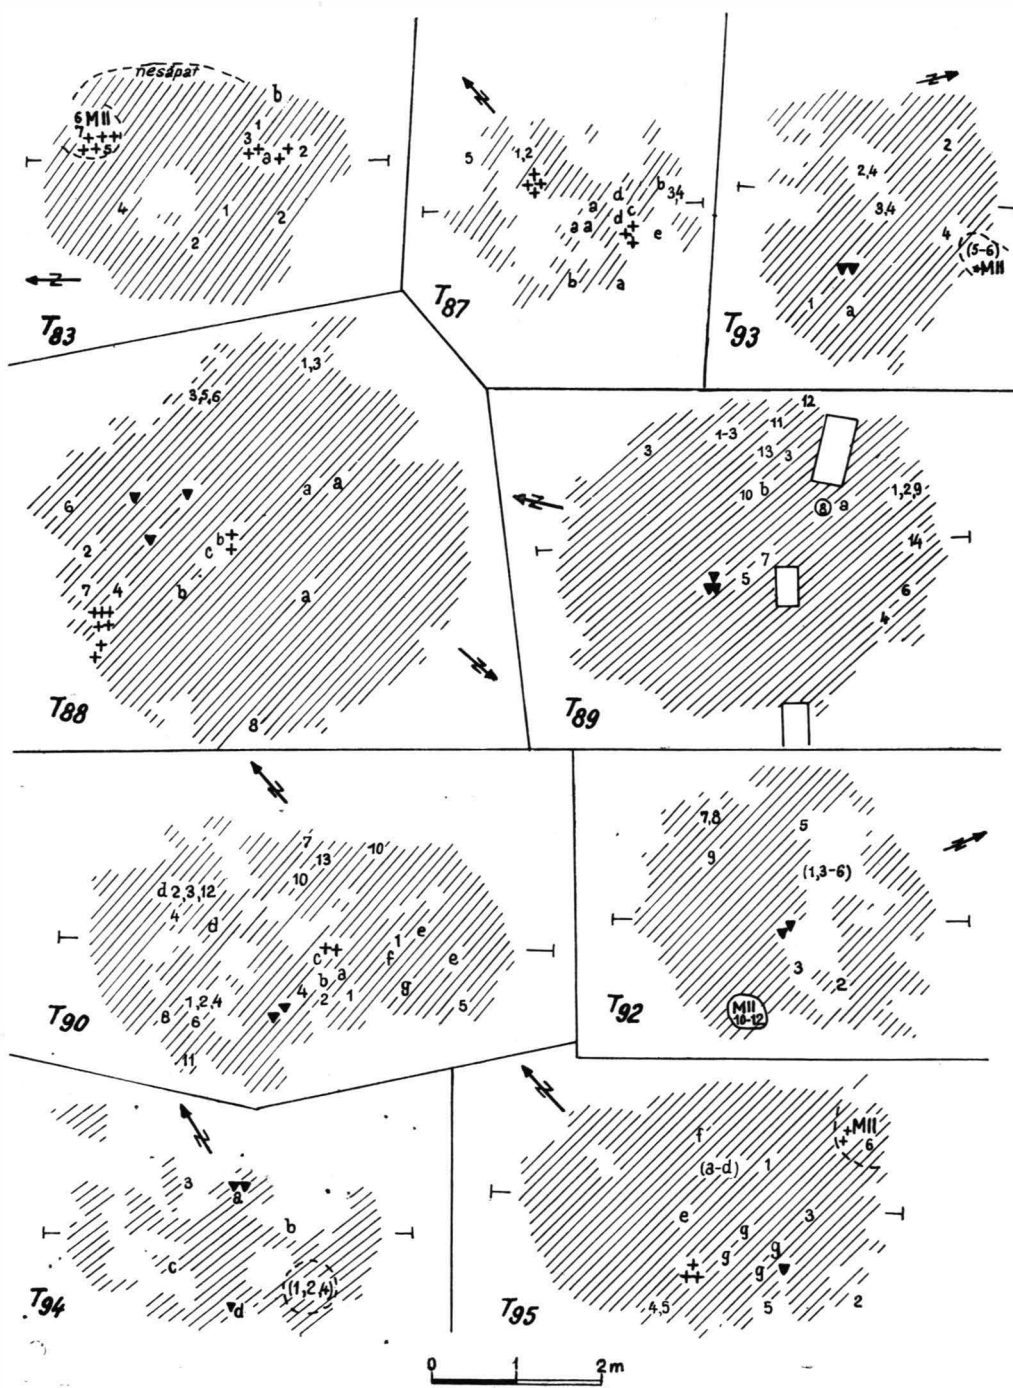 nesăpat
b
6 MII
7
5
1
3
a
2
4
1
2
2
T83
5
1,2
d
b
3,4
a
d
c
a a
e
b
a
T87
2
2,4
3,4
4
(5-6)
MII
1
a
T93
1,3
3,5,6
a
a
6
b
2
c
7
4
b
a
8
T88
12
11
1-3
3
13
3
10
b
8
a
1,2,9
14
7
5
6
4
T89
7
13
10
10
d 2,3,12
4
d
1
e
c
f
e
b
a
g
4
2
1
1,2,4
8
6
5
11
T90
7,8
5
g
(1,3-6)
3
2
MII
10-12
T92
3
a
b
c
(1,2,4)
d
T94
MII
6
f
(a-d)
1
e
3
g
g
g
g
4,5
5
2
T95
0 1 2m